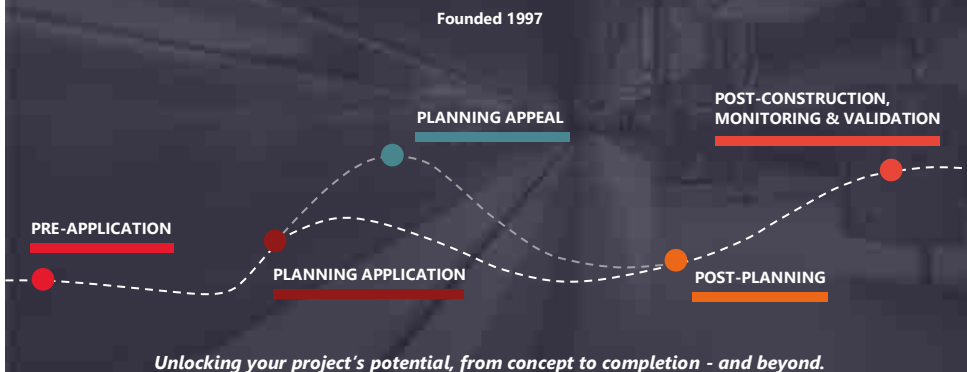 Founded 1997
PLANNING APPEAL
POST-CONSTRUCTION,
MONITORING & VALIDATION
PRE-APPLICATION
PLANNING APPLICATION
POST-PLANNING
Unlocking your project's potential, from concept to completion - and beyond.